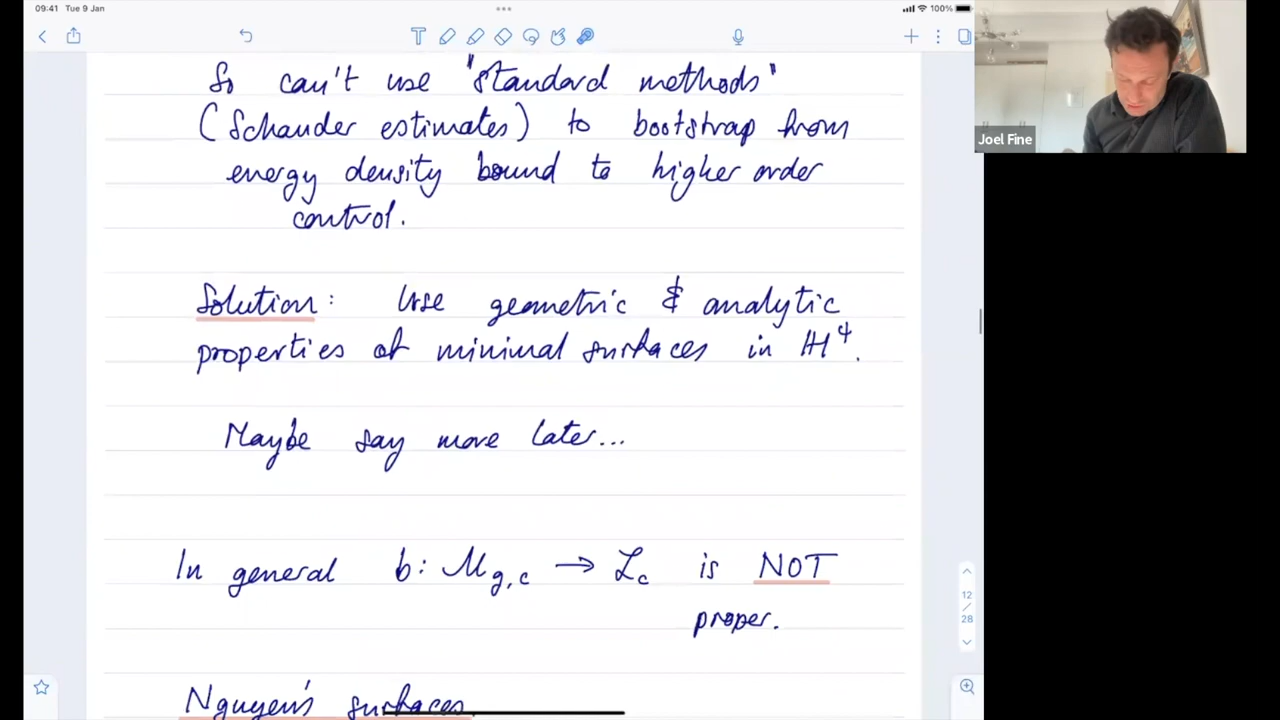 09:41 Tue 9 Jan
100%
So can't use "standard methods"
(Schauder estimates) to bootstrap from
energy density bound to higher order
control.
Solution: Use geometric & analytic
properties of minimal surfaces in ℍ⁴.
Maybe say more later...
In general b: ℳg,c → ℒc is NOT
proper.
Nguyen's surfaces.
12
/
28
Joel Fine